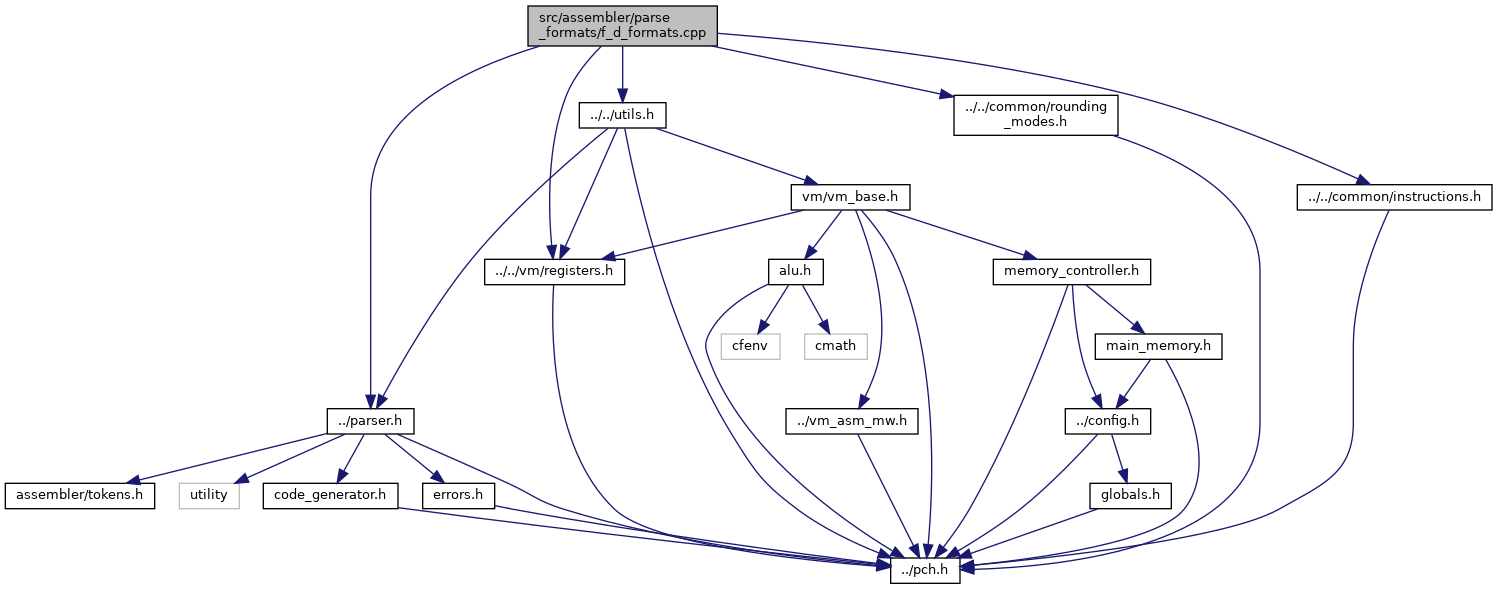 src/assembler/parse
_formats/f_d_formats.cpp
../../utils.h
../../common/rounding
_modes.h
vm/vm_base.h
../../common/instructions.h
../../vm/registers.h
alu.h
memory_controller.h
cfenv
cmath
main_memory.h
../parser.h
../vm_asm_mw.h
../config.h
assembler/tokens.h
utility
code_generator.h
errors.h
globals.h
../pch.h